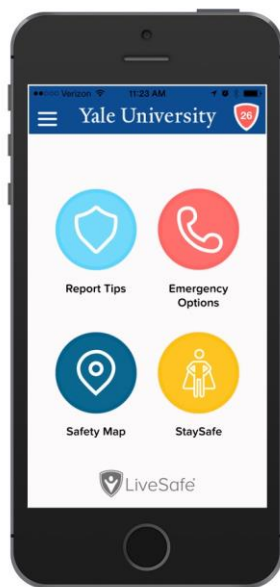 Verizon 11:23 AM
Yale University 26
Report Tips
Emergency
Options
Safety Map
StaySafe
LiveSafe®